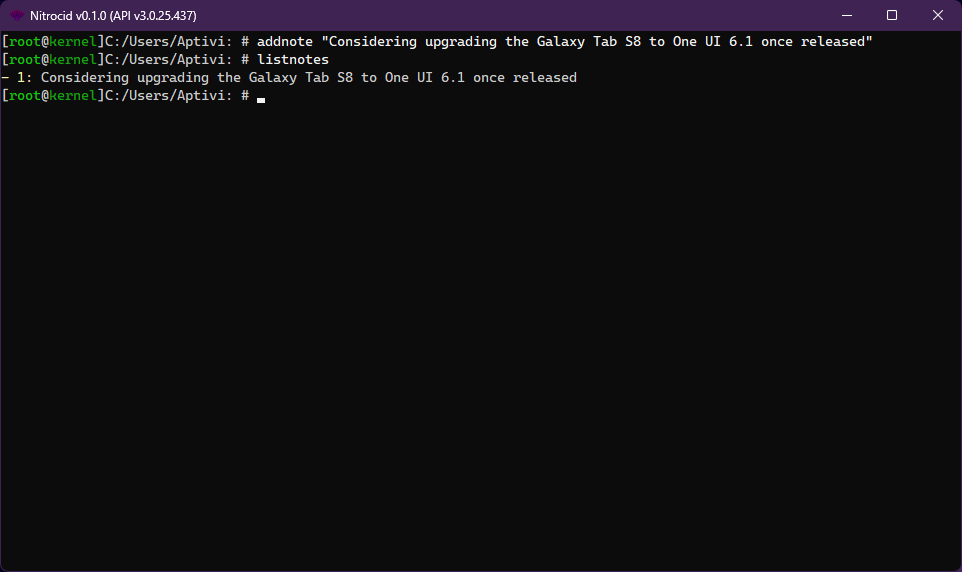 Nitrocid v0.1.0 (API v3.0.25.437)
[root@kernel]C:/Users/Aptivi: # addnote "Considering upgrading the Galaxy Tab S8 to One UI 6.1 once released"
[root@kernel]C:/Users/Aptivi: # listnotes
- 1: Considering upgrading the Galaxy Tab S8 to One UI 6.1 once released
[root@kernel]C:/Users/Aptivi: #